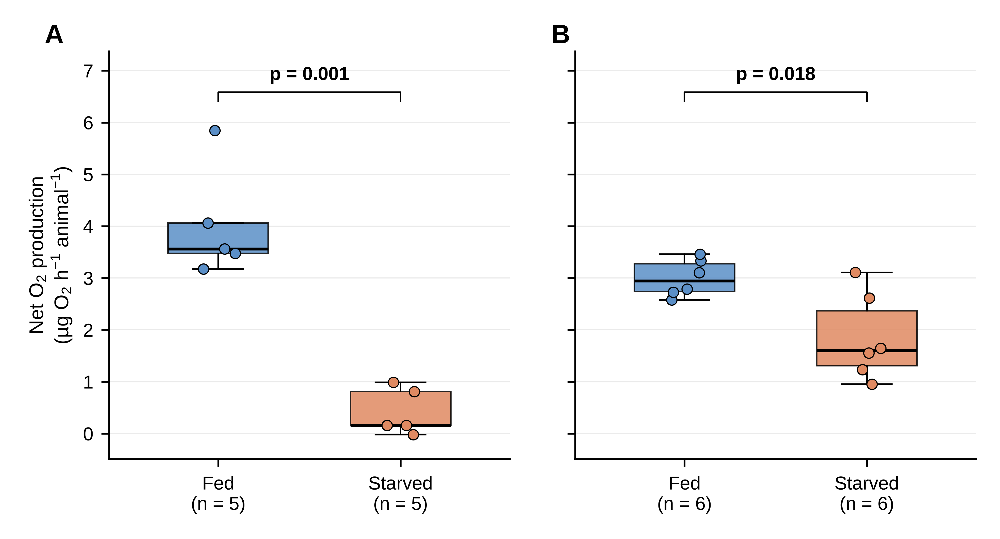 A
B
p = 0.001
p = 0.018
7
6
5
4
3
2
1
0
Net O₂ production
(µg O₂ h⁻¹ animal⁻¹)
Fed
(n = 5)
Starved
(n = 5)
Fed
(n = 6)
Starved
(n = 6)